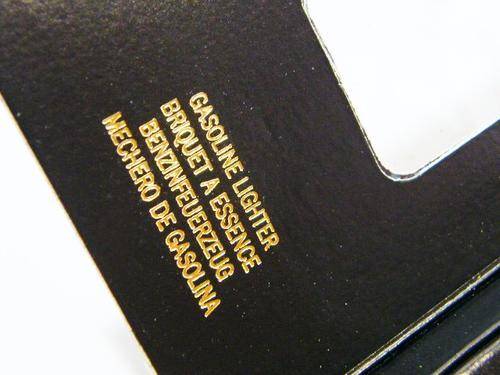 GASOLINE LIGHTER
BRIQUET A ESSENCE
BENZINFEUERZEUG
MECHERO DE GASOLINA